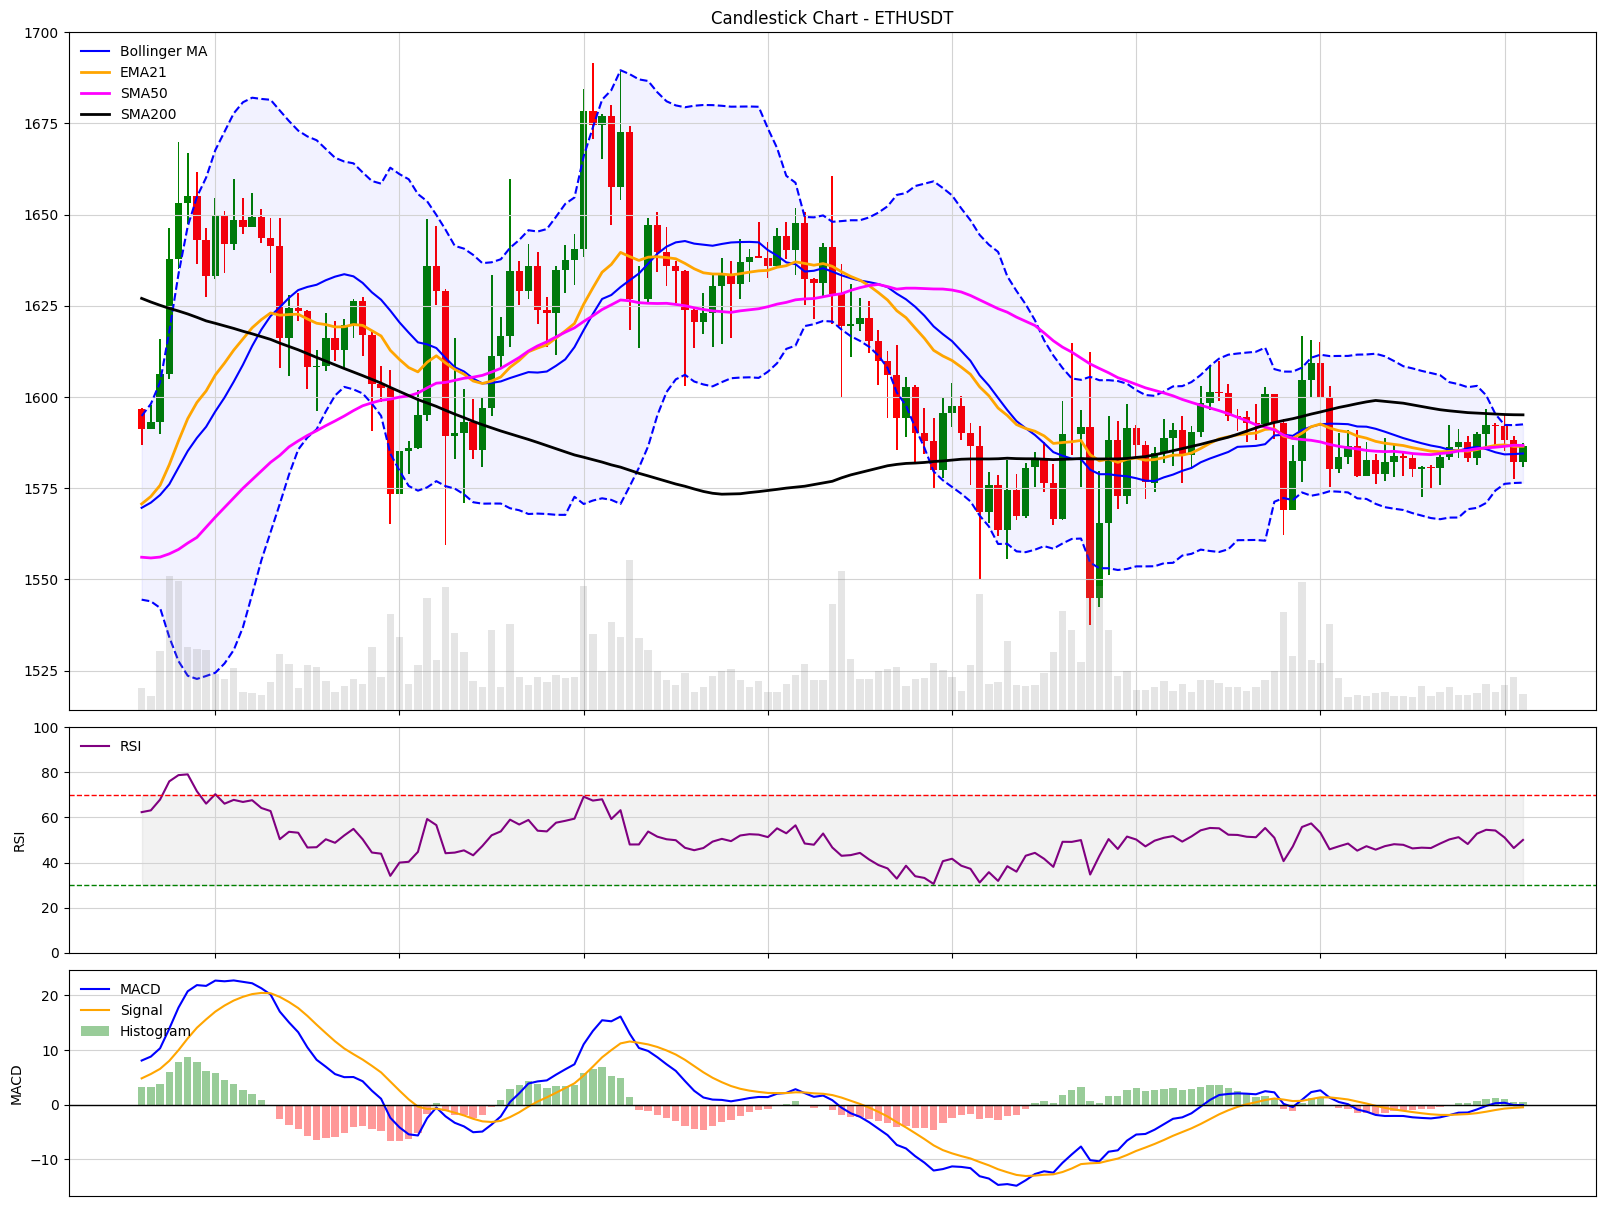 Candlestick Chart - ETHUSDT
1700
1675
1650
1625
1600
1575
1550
1525
Bollinger MA
EMA21
SMA50
SMA200
100
80
60
40
20
0
RSI
RSI
20
10
0
−10
MACD
MACD
Signal
Histogram